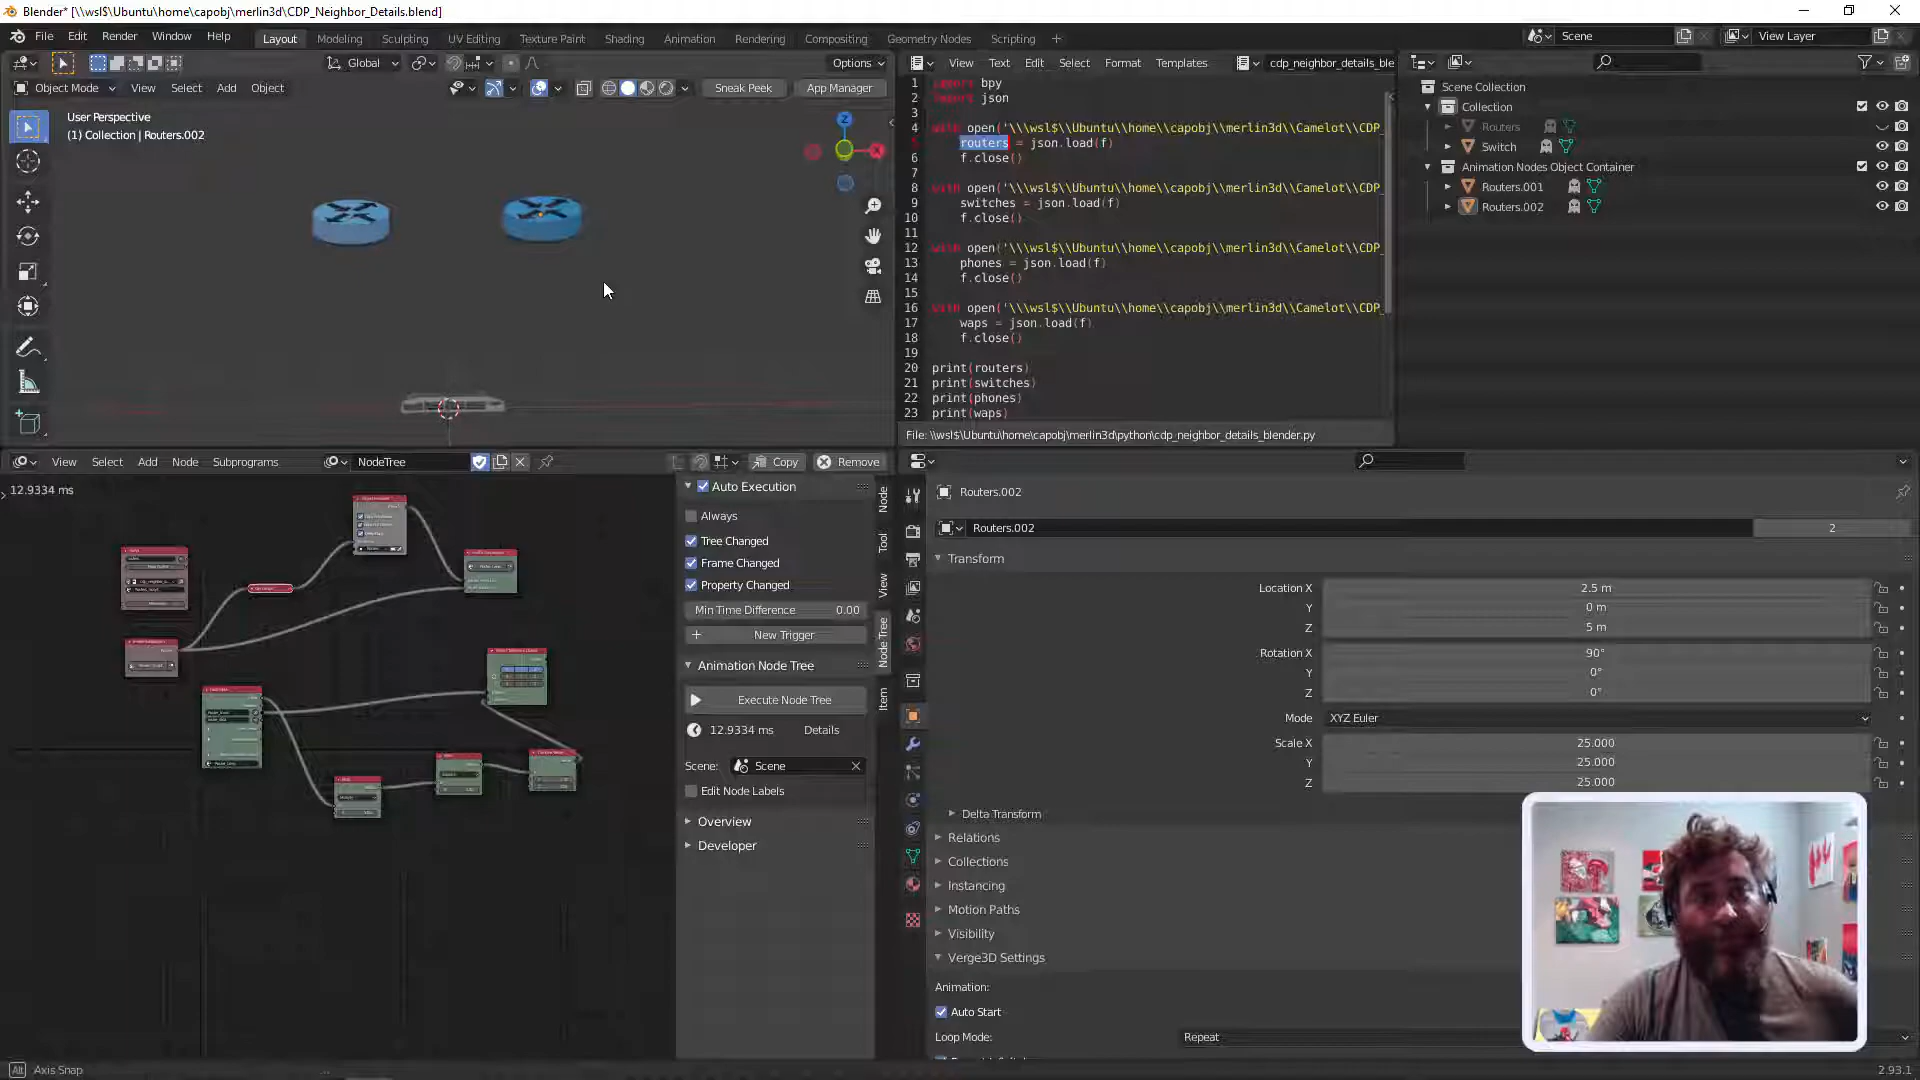 Blender* [\\wsl$\Ubuntu\home\capobj\merlin3d\CDP_Neighbor_Details.blend]
File Edit Render Window Help
Layout Modeling Sculpting UV Editing Texture Paint Shading Animation Rendering Compositing Geometry Nodes Scripting +
Scene
View Layer
Global
Options
Object Mode View Select Add Object
Sneak Peek App Manager
User Perspective
(1) Collection | Routers.002
Z
X
View Text Edit Select Format Templates
cdp_neighbor_details_ble
1 import bpy
2 import json
3
4 with open('\\\wsl$\\Ubuntu\\home\\capobj\\merlin3d\\Camelot\\CDP_
5 routers = json.load(f)
6 f.close()
7
8 with open('\\\wsl$\\Ubuntu\\home\\capobj\\merlin3d\\Camelot\\CDP_
9 switches = json.load(f)
10 f.close()
11
12 with open('\\\wsl$\\Ubuntu\\home\\capobj\\merlin3d\\Camelot\\CDP_
13 phones = json.load(f)
14 f.close()
15
16 with open('\\\wsl$\\Ubuntu\\home\\capobj\\merlin3d\\Camelot\\CDP_
17 waps = json.load(f)
18 f.close()
19
20 print(routers)
21 print(switches)
22 print(phones)
23 print(waps)
File: \\wsl$\Ubuntu\home\capobj\merlin3d\python\cdp_neighbor_details_blender.py
Scene Collection
Collection
Routers
Switch
Animation Nodes Object Container
Routers.001
Routers.002
View Select Add Node Subprograms
NodeTree
Copy Remove
12.9334 ms
Auto Execution
Always
Tree Changed
Frame Changed
Property Changed
Min Time Difference 0.00
+ New Trigger
Animation Node Tree
Execute Node Tree
12.9334 ms Details
Scene: Scene
Edit Node Labels
Overview
Developer
Node
Tool
View
Node Tree
Item
Routers.002
Routers.002 2
Transform
Location X 2.5 m
Y 0 m
Z 5 m
Rotation X 90°
Y 0°
Z 0°
Mode XYZ Euler
Scale X 25.000
Y 25.000
Z 25.000
Delta Transform
Relations
Collections
Instancing
Motion Paths
Visibility
Verge3D Settings
Animation:
Auto Start
Loop Mode: Repeat
Alt Axis Snap
2.93.1